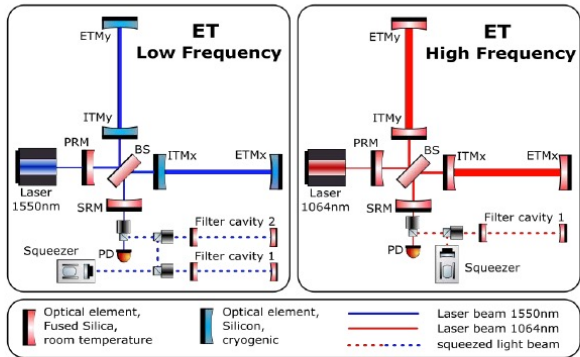 ET
Low Frequency
ETMy
ITMy
PRM
BS
ITMx
ETMx
Laser
1550nm
SRM
Filter cavity 2
Squeezer
PD
Filter cavity 1
ET
High Frequency
ETMy
ITMy
PRM
BS
ITMx
ETMx
Laser
1064nm
SRM
Filter cavity 1
PD
Squeezer
Optical element,
Fused Silica,
room temperature
Optical element,
Silicon,
cryogenic
Laser beam 1550nm
Laser beam 1064nm
squeezed light beam